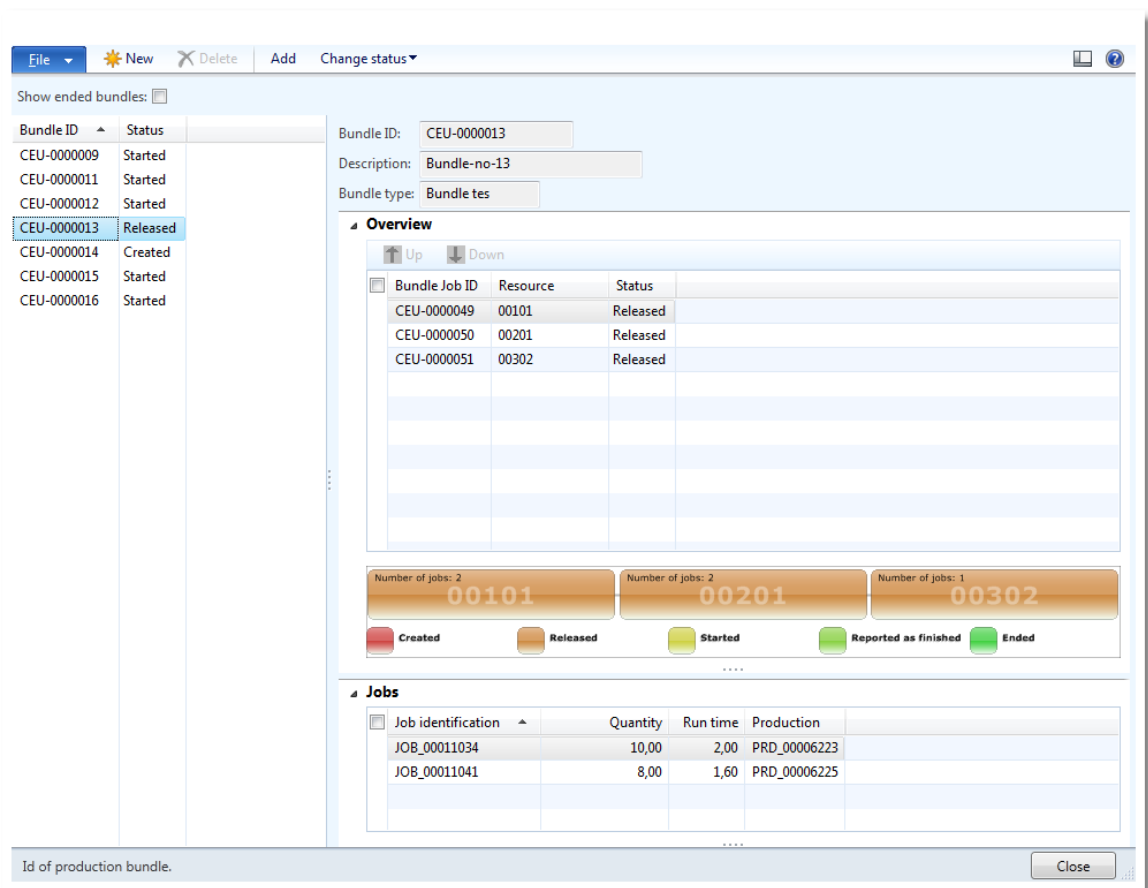 File New Delete Add Change status
Show ended bundles:
Bundle ID Status
CEU-0000009 Started
CEU-0000011 Started
CEU-0000012 Started
CEU-0000013 Released
CEU-0000014 Created
CEU-0000015 Started
CEU-0000016 Started
Bundle ID: CEU-0000013
Description: Bundle-no-13
Bundle type: Bundle tes
Overview
Up Down
Bundle Job ID Resource Status
CEU-0000049 00101 Released
CEU-0000050 00201 Released
CEU-0000051 00302 Released
Number of jobs: 2 Number of jobs: 2 Number of jobs: 1
00101 00201 00302
Created Released Started Reported as finished Ended
Jobs
Job identification Quantity Run time Production
JOB_00011034 10,00 2,00 PRD_00006223
JOB_00011041 8,00 1,60 PRD_00006225
Id of production bundle. Close